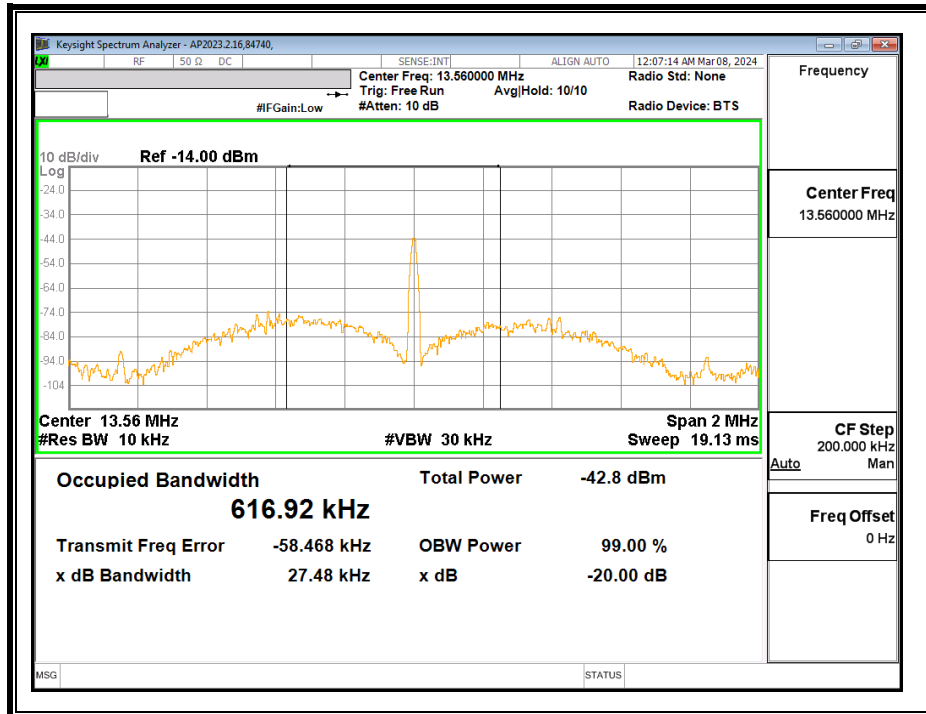 Keysight Spectrum Analyzer - AP2023.2.16,84740,
LXI RF 50 Ω DC SENSE:INT ALIGN AUTO 12:07:14 AM Mar 08, 2024
Center Freq: 13.560000 MHz Radio Std: None
Trig: Free Run Avg|Hold: 10/10
#IFGain:Low #Atten: 10 dB Radio Device: BTS
10 dB/div Ref -14.00 dBm
Log
-24.0
-34.0
-44.0
-54.0
-64.0
-74.0
-84.0
-94.0
-104
Center 13.56 MHz Span 2 MHz
#Res BW 10 kHz #VBW 30 kHz Sweep 19.13 ms
Occupied Bandwidth Total Power -42.8 dBm
616.92 kHz
Transmit Freq Error -58.468 kHz OBW Power 99.00 %
x dB Bandwidth 27.48 kHz x dB -20.00 dB
Frequency
Center Freq
13.560000 MHz
CF Step
200.000 kHz
Auto Man
Freq Offset
0 Hz
MSG STATUS